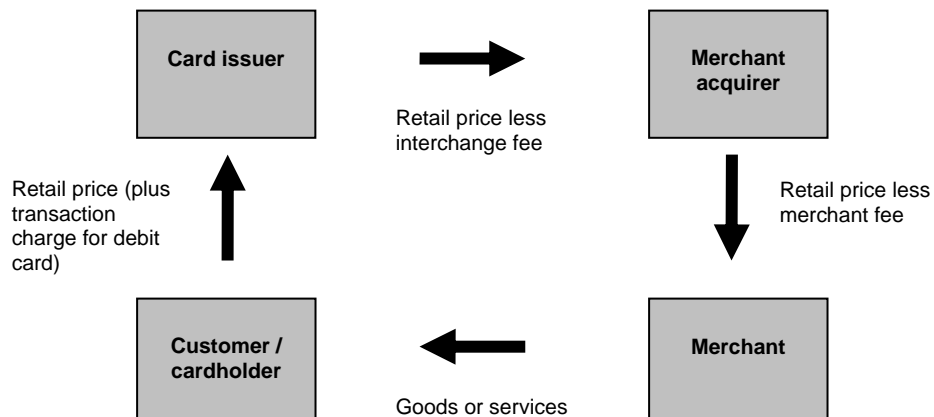 Card issuer
Merchant
acquirer
Retail price less
interchange fee
Retail price (plus
transaction
charge for debit
card)
Retail price less
merchant fee
Customer /
cardholder
Merchant
Goods or services